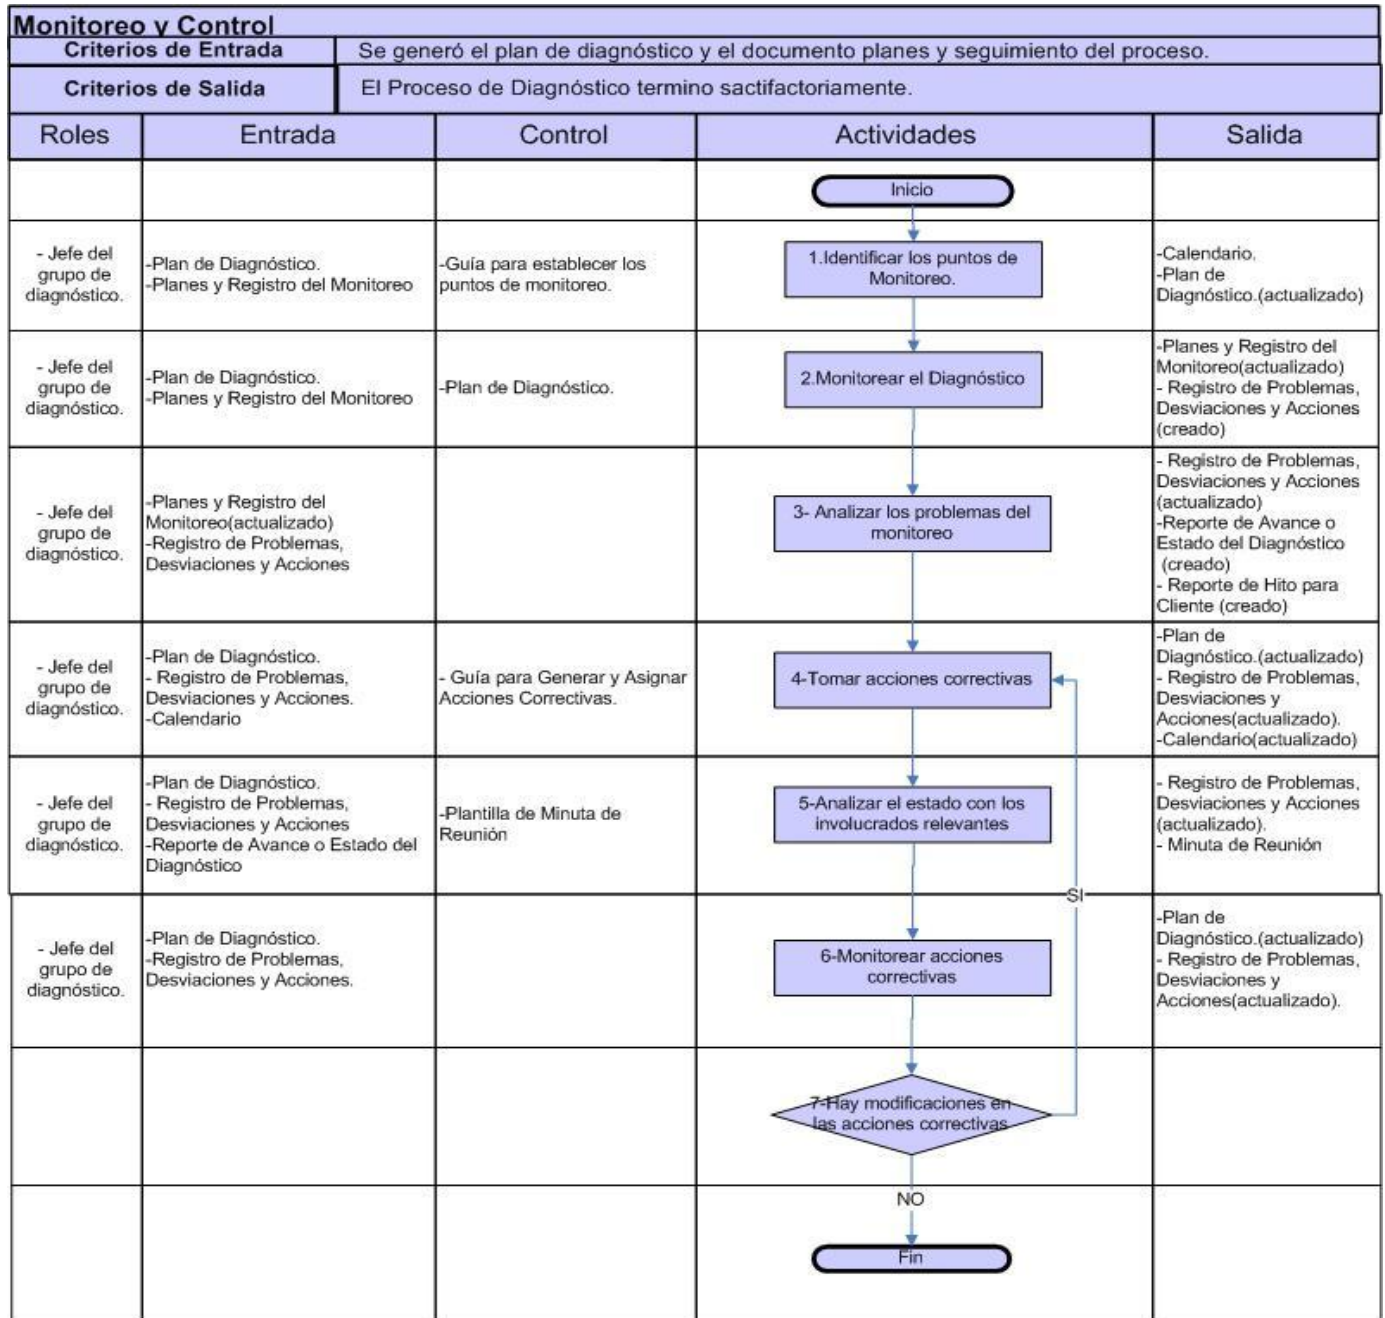 Monitoreo y Control
Criterios de Entrada
Se generó el plan de diagnóstico y el documento planes y seguimiento del proceso.
Criterios de Salida
El Proceso de Diagnóstico termino sactifactoriamente.
Roles
Entrada
Control
Actividades
Salida
Inicio
- Jefe del
grupo de
diagnóstico.
-Plan de Diagnóstico.
-Planes y Registro del Monitoreo
-Guía para establecer los
puntos de monitoreo.
1.Identificar los puntos de
Monitoreo.
-Calendario.
-Plan de
Diagnóstico.(actualizado)
- Jefe del
grupo de
diagnóstico.
-Plan de Diagnóstico.
-Planes y Registro del Monitoreo
-Plan de Diagnóstico.
2.Monitorear el Diagnóstico
-Planes y Registro del
Monitoreo(actualizado)
- Registro de Problemas,
Desviaciones y Acciones
(creado)
- Jefe del
grupo de
diagnóstico.
-Planes y Registro del
Monitoreo(actualizado)
-Registro de Problemas,
Desviaciones y Acciones
3- Analizar los problemas del
monitoreo
- Registro de Problemas,
Desviaciones y Acciones
(actualizado)
-Reporte de Avance o
Estado del Diagnóstico
(creado)
- Reporte de Hito para
Cliente (creado)
- Jefe del
grupo de
diagnóstico.
-Plan de Diagnóstico.
- Registro de Problemas,
Desviaciones y Acciones.
-Calendario
- Guía para Generar y Asignar
Acciones Correctivas.
4-Tomar acciones correctivas
-Plan de
Diagnóstico.(actualizado)
- Registro de Problemas,
Desviaciones y
Acciones(actualizado).
-Calendario(actualizado)
- Jefe del
grupo de
diagnóstico.
-Plan de Diagnóstico.
- Registro de Problemas,
Desviaciones y Acciones
-Reporte de Avance o Estado del
Diagnóstico
-Plantilla de Minuta de
Reunión
5-Analizar el estado con los
involucrados relevantes
- Registro de Problemas,
Desviaciones y Acciones
(actualizado).
- Minuta de Reunión
SI
- Jefe del
grupo de
diagnóstico.
-Plan de Diagnóstico.
-Registro de Problemas,
Desviaciones y Acciones.
6-Monitorear acciones
correctivas
-Plan de
Diagnóstico.(actualizado)
- Registro de Problemas,
Desviaciones y
Acciones(actualizado).
7-Hay modificaciones en
las acciones correctivas
NO
Fin